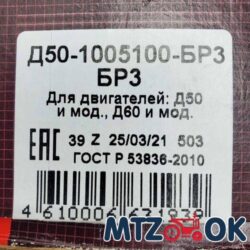 Д50-1005100-БРЗ
БРЗ
Для двигателей: Д50
и мод., Д60 и мод.
ЕАС 39 Z 25/03/21 503
ГОСТ Р 53836-2010
MTZ OK